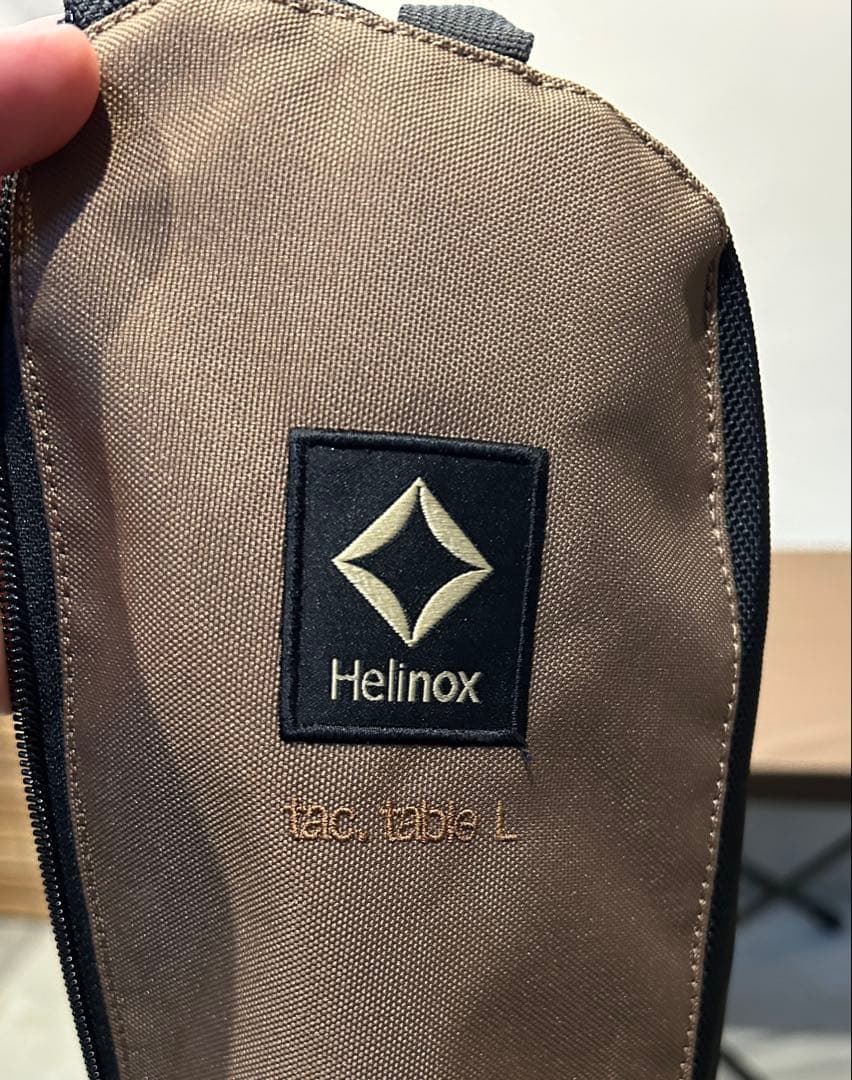 Helinox
tac. table L